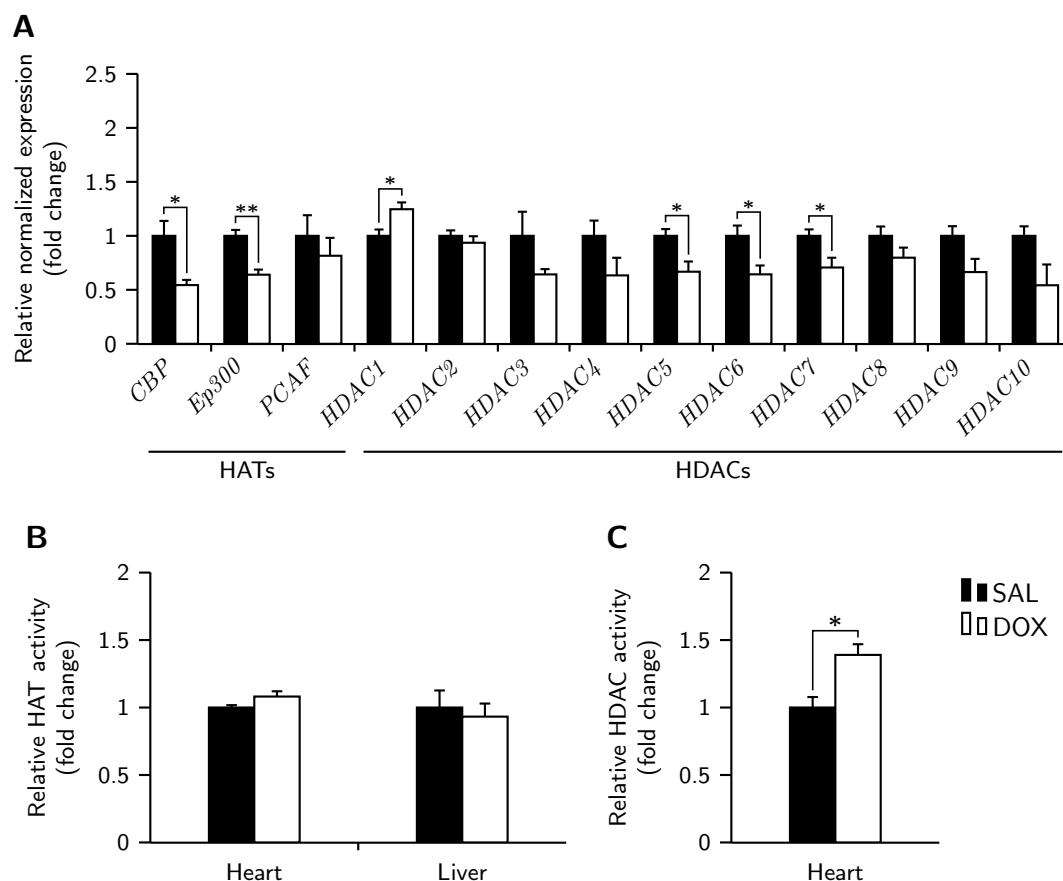 A
Relative normalized expression
(fold change)
2.5
2
1.5
1
0.5
0
*
**
*
*
*
*
CBP
Ep300
PCAF
HDAC1
HDAC2
HDAC3
HDAC4
HDAC5
HDAC6
HDAC7
HDAC8
HDAC9
HDAC10
HATs
HDACs
B
Relative HAT activity
(fold change)
2
1.5
1
0.5
0
Heart
Liver
C
Relative HDAC activity
(fold change)
2
1.5
1
0.5
0
*
Heart
SAL
DOX